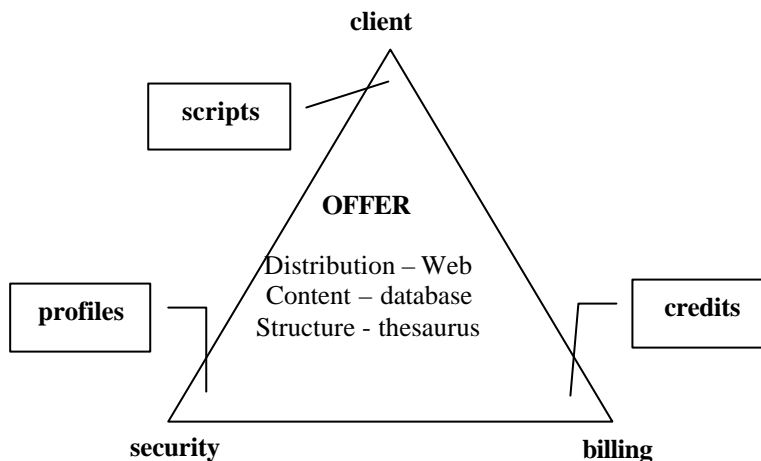 client
scripts
OFFER
Distribution – Web
Content – database
Structure - thesaurus
profiles
credits
security
billing